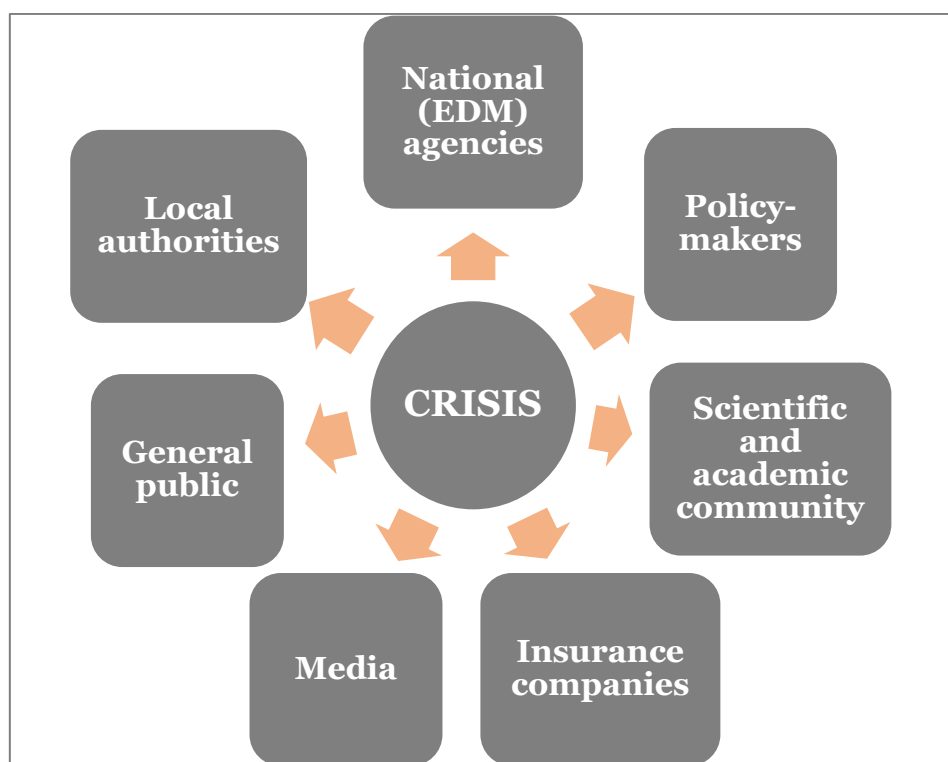 National
(EDM)
agencies
Policy-
makers
Scientific
and
academic
community
Insurance
companies
Media
General
public
Local
authorities
CRISIS